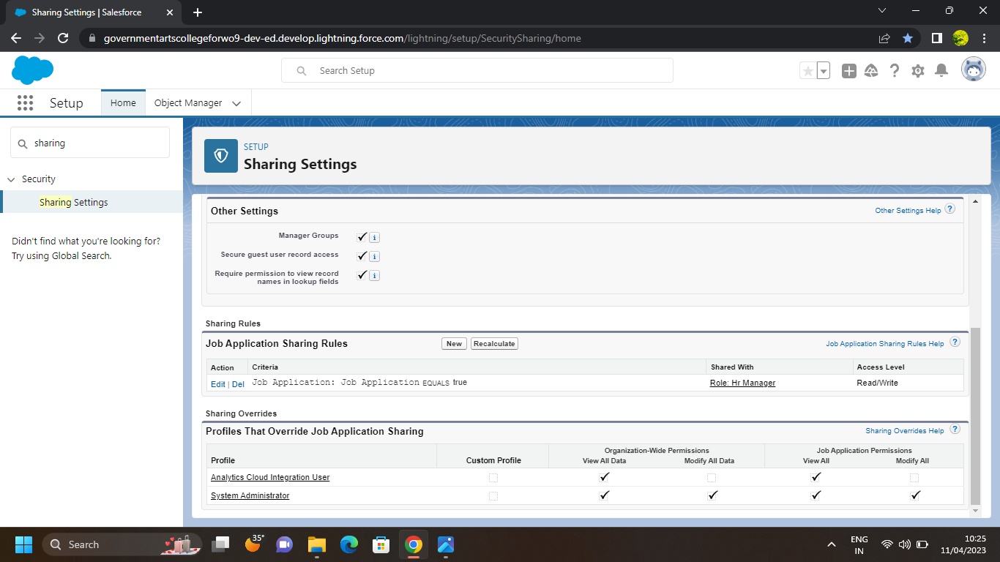 Sharing Settings | Salesforce
governmentartscollegeforwo9-dev-ed.develop.lightning.force.com/lightning/setup/SecuritySharing/home
Search Setup
Setup
Home
Object Manager
sharing
Security
Sharing Settings
Didn't find what you're looking for?
Try using Global Search.
SETUP
Sharing Settings
Other Settings
Other Settings Help ?
Manager Groups
i
Secure guest user record access
i
Require permission to view record
names in lookup fields
i
Sharing Rules
Job Application Sharing Rules
New
Recalculate
Job Application Sharing Rules Help ?
Action Criteria Shared With Access Level
Edit | Del Job Application: Job Application EQUALS true Role: Hr Manager Read/Write
Sharing Overrides
Profiles That Override Job Application Sharing
Sharing Overrides Help ?
Organization-Wide Permissions Job Application Permissions
Profile Custom Profile View All Data Modify All Data View All Modify All
Analytics Cloud Integration User
System Administrator
Search
35°
ENG
IN
10:25
11/04/2023